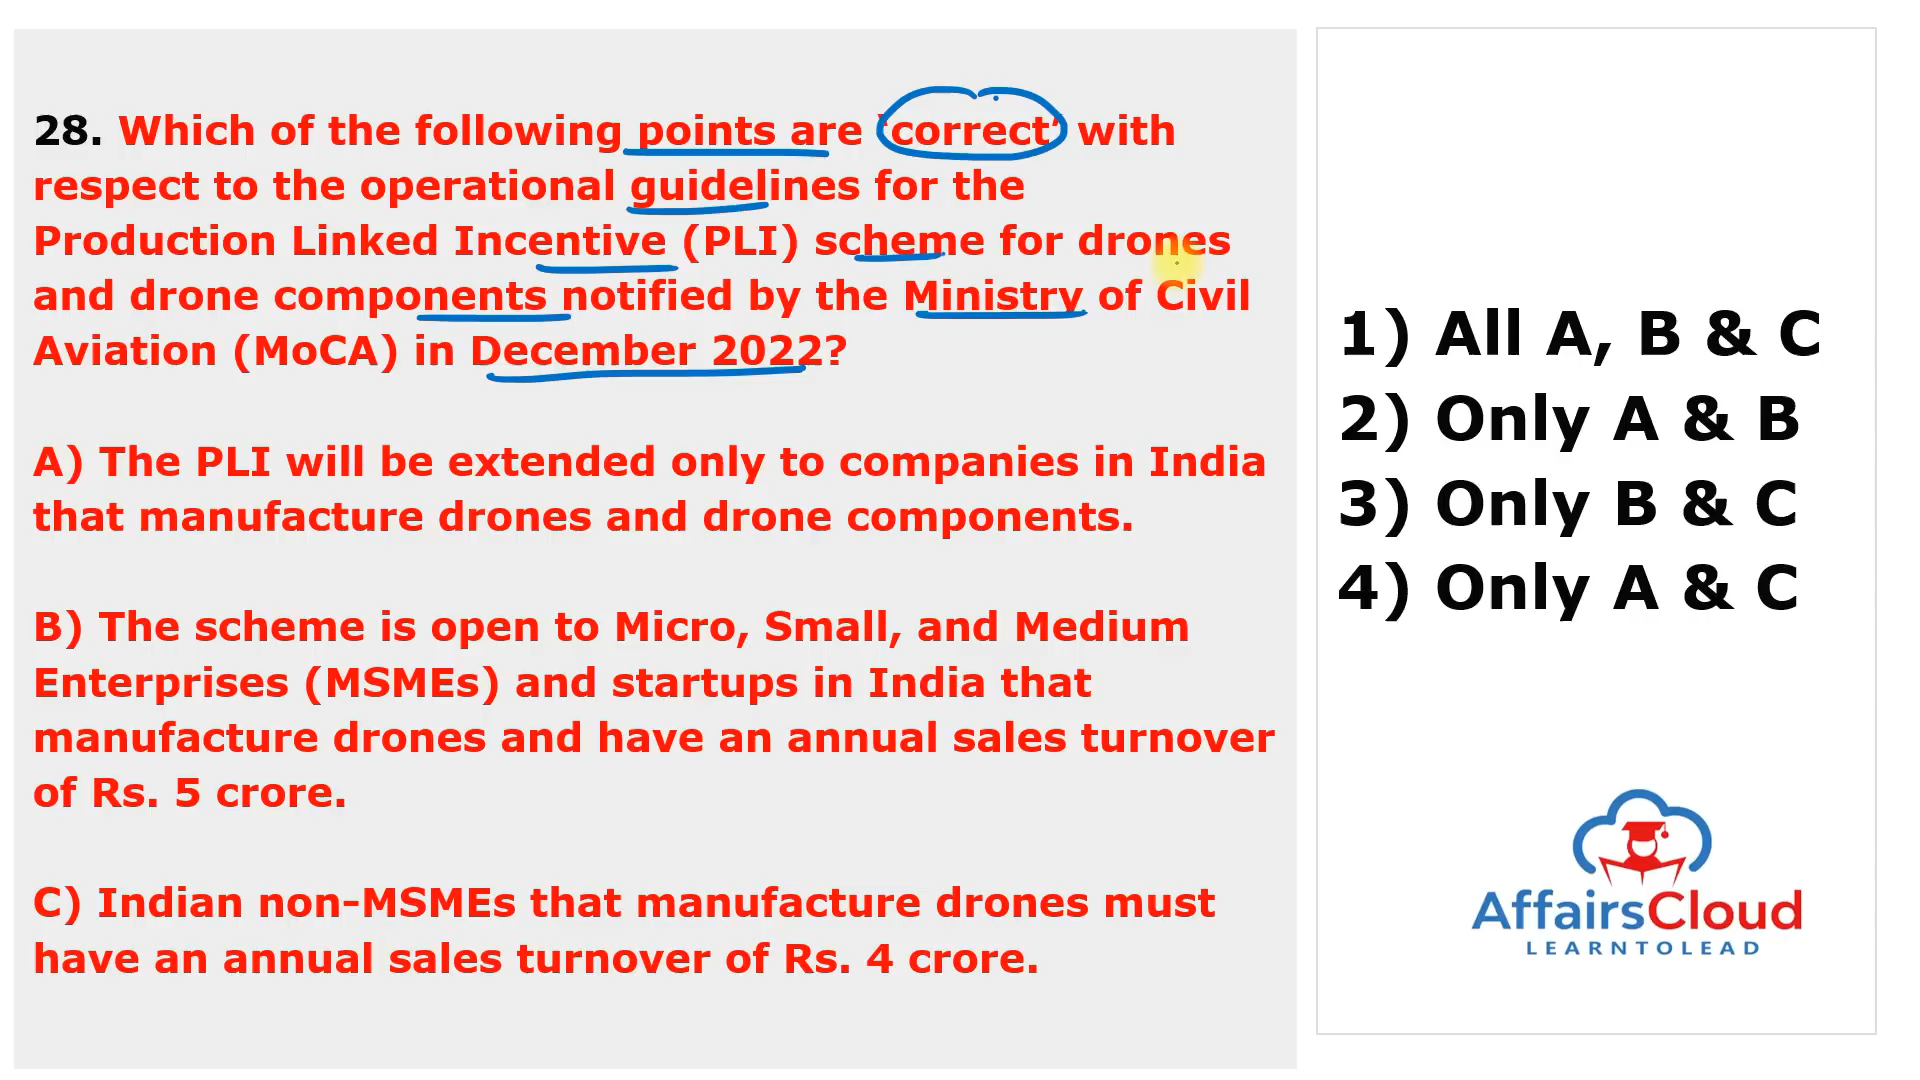 28. Which of the following points are ‘correct’ with
respect to the operational guidelines for the
Production Linked Incentive (PLI) scheme for drones
and drone components notified by the Ministry of Civil
Aviation (MoCA) in December 2022?
A) The PLI will be extended only to companies in India
that manufacture drones and drone components.
B) The scheme is open to Micro, Small, and Medium
Enterprises (MSMEs) and startups in India that
manufacture drones and have an annual sales turnover
of Rs. 5 crore.
C) Indian non-MSMEs that manufacture drones must
have an annual sales turnover of Rs. 4 crore.
1) All A, B & C
2) Only A & B
3) Only B & C
4) Only A & C
AffairsCloud
LEARNTOLEAD